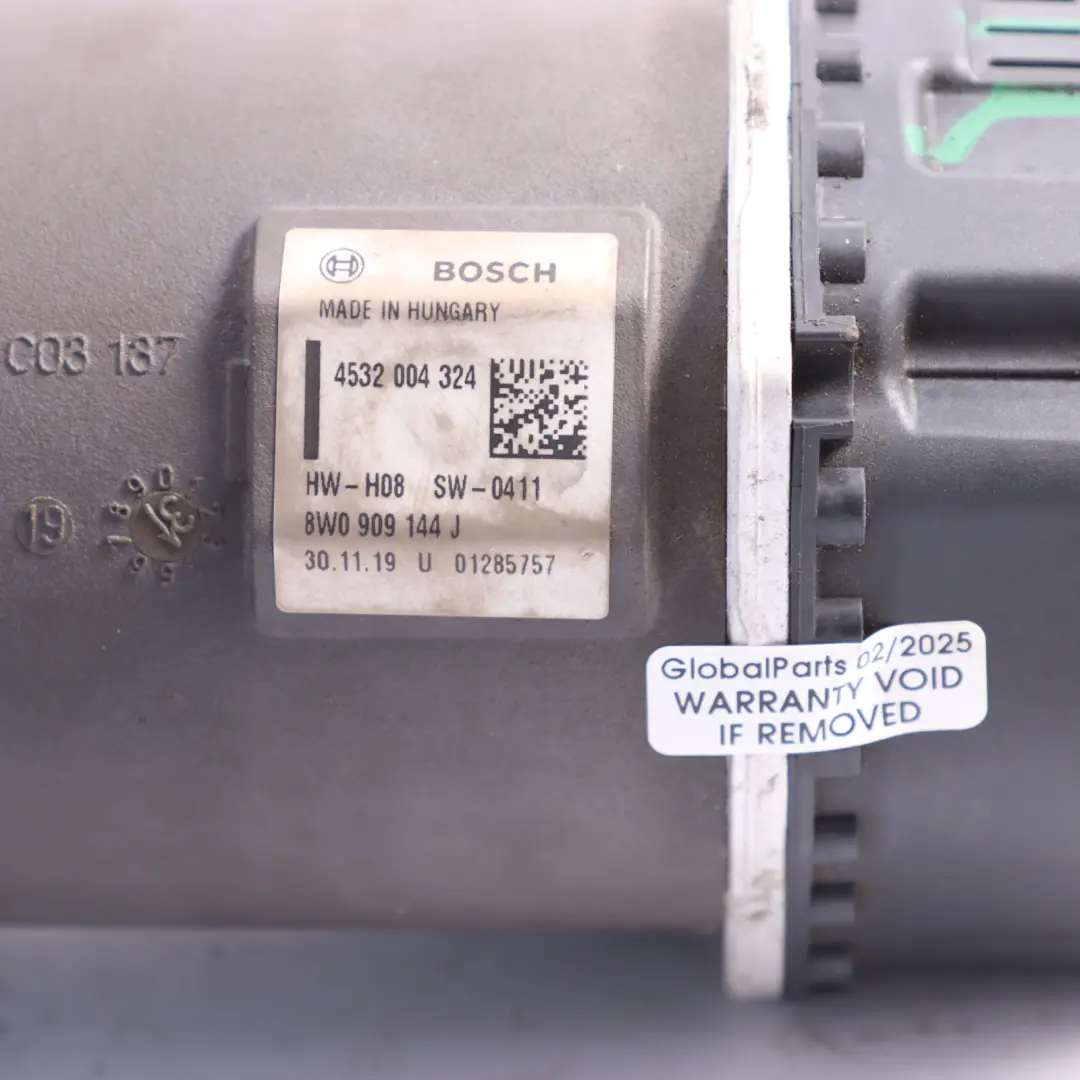 BOSCH
MADE IN HUNGARY
4532 004 324
HW-H08 SW-0411
8W0 909 144 J
30.11.19 U 01285757
C03 187
19
31
GlobalParts 02/2025
WARRANTY VOID
IF REMOVED